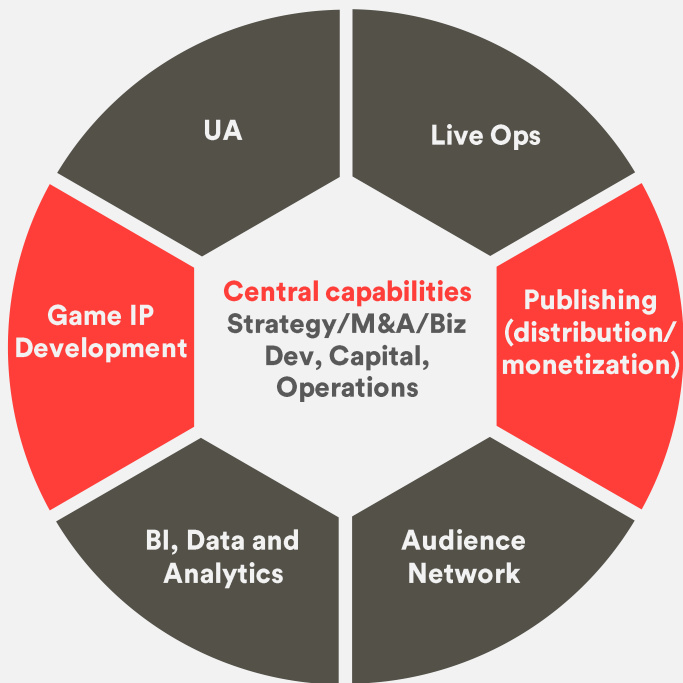 UA
Live Ops
Game IP
Development
Central capabilities
Strategy/M&A/Biz
Dev, Capital,
Operations
Publishing
(distribution/
monetization)
BI, Data and
Analytics
Audience
Network